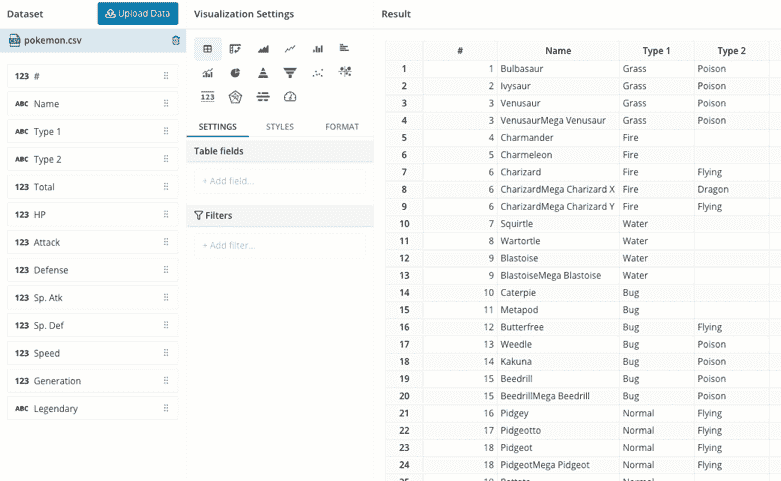 Dataset
Upload Data
pokemon.csv
123 #
ABC Name
ABC Type 1
ABC Type 2
123 Total
123 HP
123 Attack
123 Defense
123 Sp. Atk
123 Sp. Def
123 Speed
123 Generation
ABC Legendary
Visualization Settings
123
SETTINGS STYLES FORMAT
Table fields
+ Add field...
Filters
+ Add filter...
Result
# Name Type 1 Type 2
1 1 Bulbasaur Grass Poison
2 2 Ivysaur Grass Poison
3 3 Venusaur Grass Poison
4 3 VenusaurMega Venusaur Grass Poison
5 4 Charmander Fire
6 5 Charmeleon Fire
7 6 Charizard Fire Flying
8 6 CharizardMega Charizard X Fire Dragon
9 6 CharizardMega Charizard Y Fire Flying
10 7 Squirtle Water
11 8 Wartortle Water
12 9 Blastoise Water
13 9 BlastoiseMega Blastoise Water
14 10 Caterpie Bug
15 11 Metapod Bug
16 12 Butterfree Bug Flying
17 13 Weedle Bug Poison
18 14 Kakuna Bug Poison
19 15 Beedrill Bug Poison
20 15 BeedrillMega Beedrill Bug Poison
21 16 Pidgey Normal Flying
22 17 Pidgeotto Normal Flying
23 18 Pidgeot Normal Flying
24 18 PidgeotMega Pidgeot Normal Flying